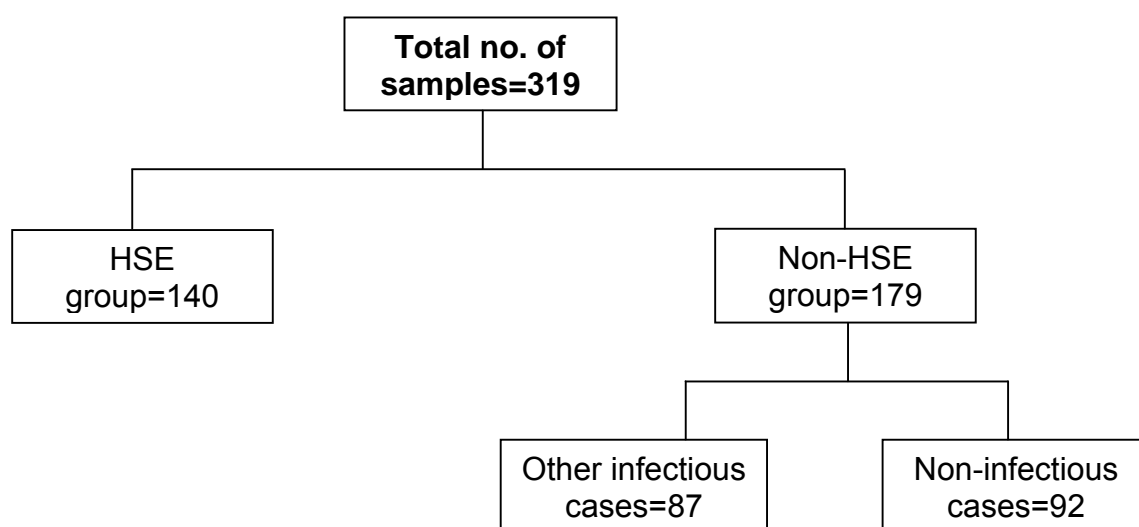 Total no. of
samples=319
HSE
group=140
Non-HSE
group=179
Other infectious
cases=87
Non-infectious
cases=92